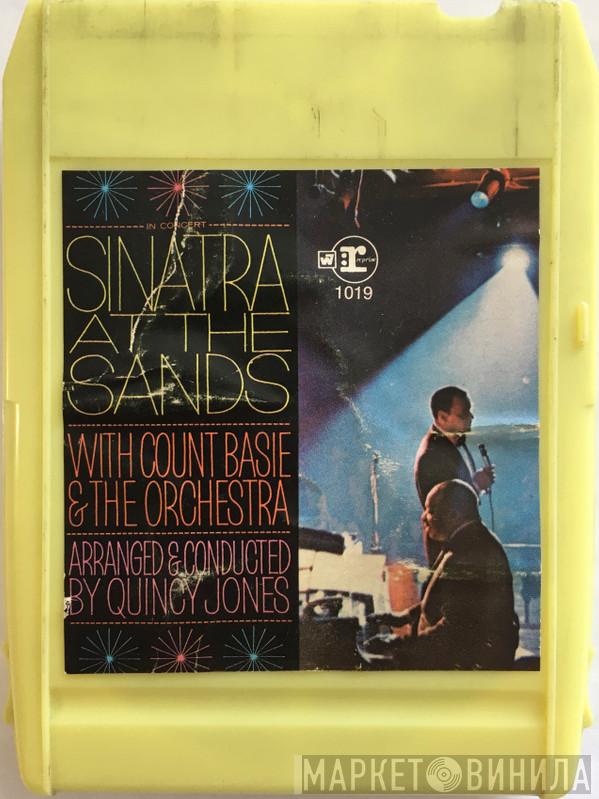 IN CONCERT
SINATRA
AT THE
SANDS
WITH COUNT BASIE
& THE ORCHESTRA
ARRANGED & CONDUCTED
BY QUINCY JONES
W: r reprise
1019
МАРКЕТ ВИНИЛА